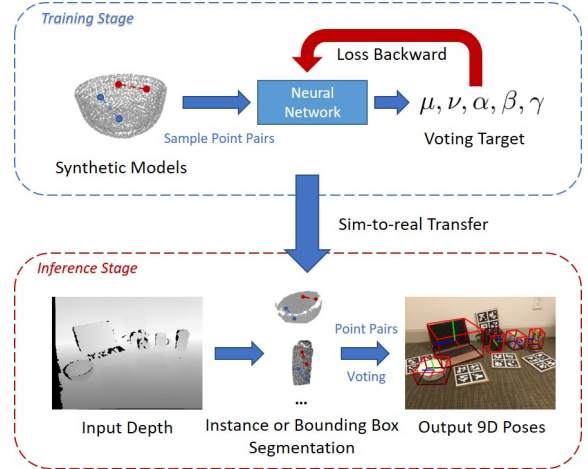 Training Stage
Loss Backward
Neural
Network
μ, ν, α, β, γ
Sample Point Pairs
Voting Target
Synthetic Models
Sim-to-real Transfer
Inference Stage
Point Pairs
Voting
...
Input Depth
Instance or Bounding Box
Segmentation
Output 9D Poses